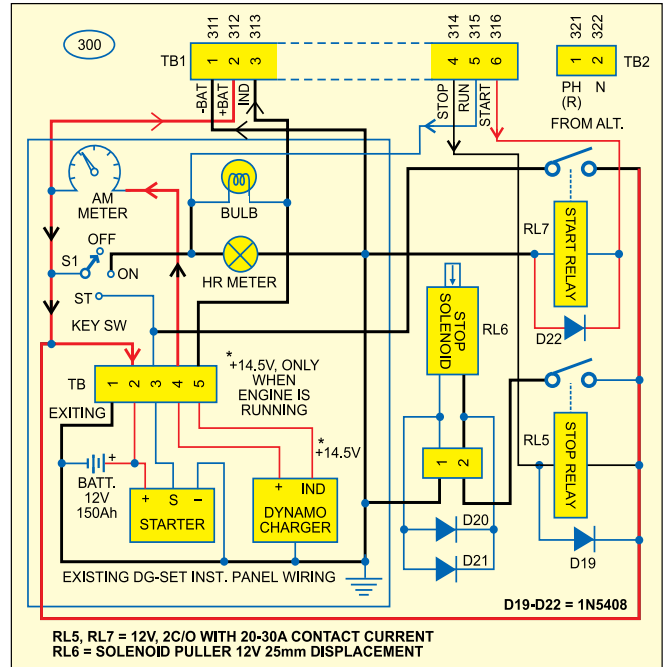 300
311
312
313
314
315
316
321
322
TB1
1
2
3
4
5
6
1
2
TB2
-BAT
+BAT
IND
STOP
RUN
START
PH
(R)
N
FROM ALT.
AM
METER
BULB
OFF
S1
ON
HR METER
ST
KEY SW
STOP
SOLENOID
RL6
RL7
START RELAY
D22
TB
1
2
3
4
5
*
+14.5V, ONLY
WHEN
ENGINE IS
RUNNING
EXITING
*
+14.5V
BATT.
12V
150Ah
+
+ S –
STARTER
+ IND
DYNAMO
CHARGER
1
2
D20
D21
RL5
STOP RELAY
D19
EXISTING DG-SET INST. PANEL WIRING
D19-D22 = 1N5408
RL5, RL7 = 12V, 2C/O WITH 20-30A CONTACT CURRENT
RL6 = SOLENOID PULLER 12V 25mm DISPLACEMENT